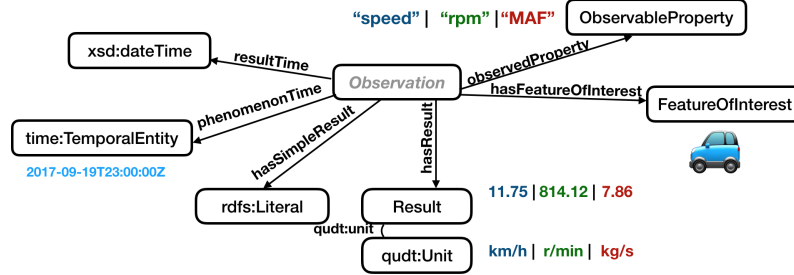 “speed” | “rpm” | “MAF”
ObservableProperty
xsd:dateTime
resultTime
Observation
observedProperty
hasFeatureOfInterest
FeatureOfInterest
phenomenonTime
time:TemporalEntity
2017-09-19T23:00:00Z
hasSimpleResult
hasResult
rdfs:Literal
Result
11.75 | 814.12 | 7.86
qudt:unit
qudt:Unit
km/h | r/min | kg/s